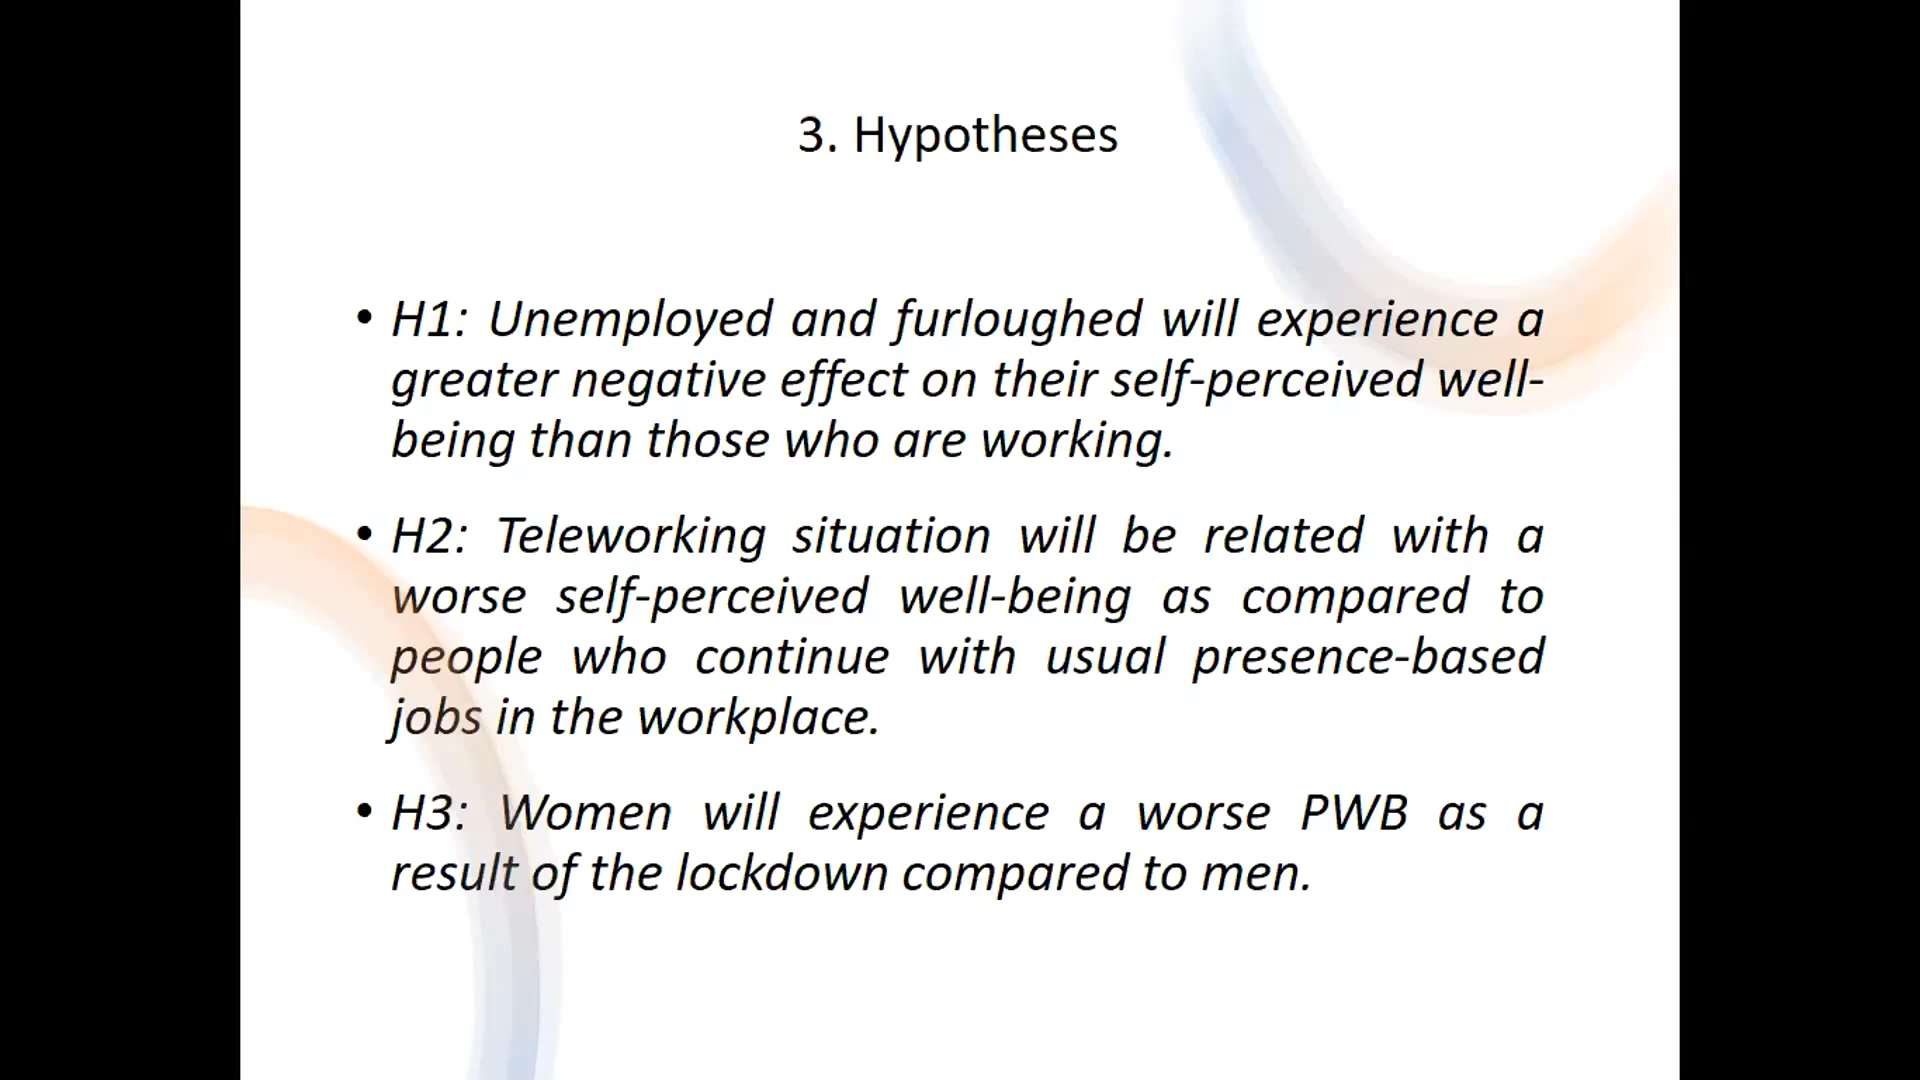 3. Hypotheses
• H1: Unemployed and furloughed will experience a
greater negative effect on their self-perceived well-
being than those who are working.
• H2: Teleworking situation will be related with a
worse self-perceived well-being as compared to
people who continue with usual presence-based
jobs in the workplace.
• H3: Women will experience a worse PWB as a
result of the lockdown compared to men.